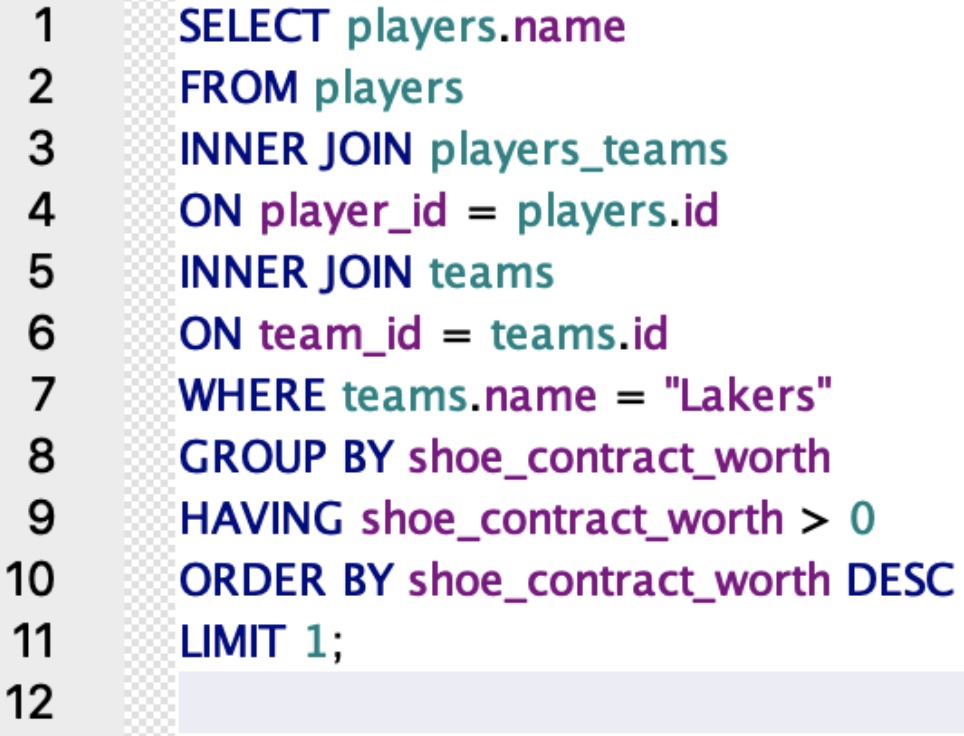 1 SELECT players.name
2 FROM players
3 INNER JOIN players_teams
4 ON player_id = players.id
5 INNER JOIN teams
6 ON team_id = teams.id
7 WHERE teams.name = "Lakers"
8 GROUP BY shoe_contract_worth
9 HAVING shoe_contract_worth > 0
10 ORDER BY shoe_contract_worth DESC
11 LIMIT 1;
12